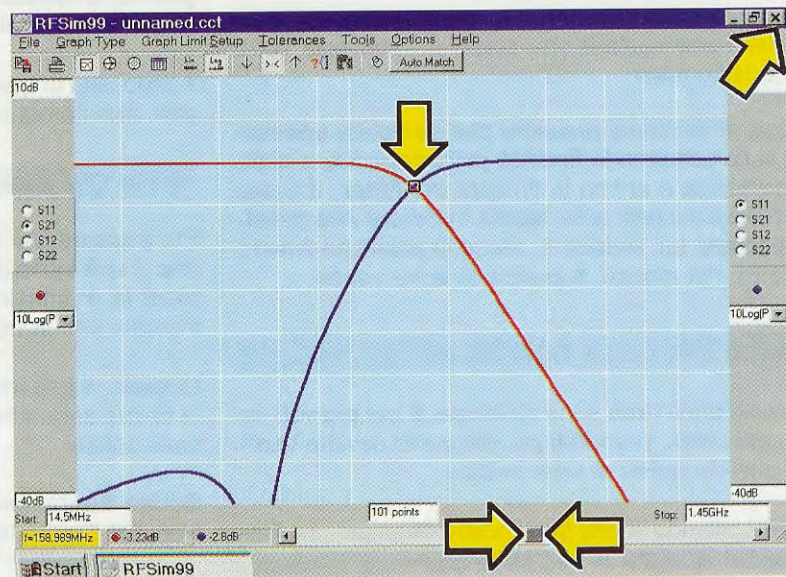 RFSim99 - unnamed.cct
File Graph Type Graph Limit Setup Tolerances Tools Options Help
Auto Match
10dB
S11
S21
S12
S22
S11
S21
S12
S22
10Log(P
10Log(P
-40dB
-40dB
Start: 14.5MHz
101 points
Stop: 1.45GHz
f=158.989MHz -3.23dB -2.8dB
Start RFSim99